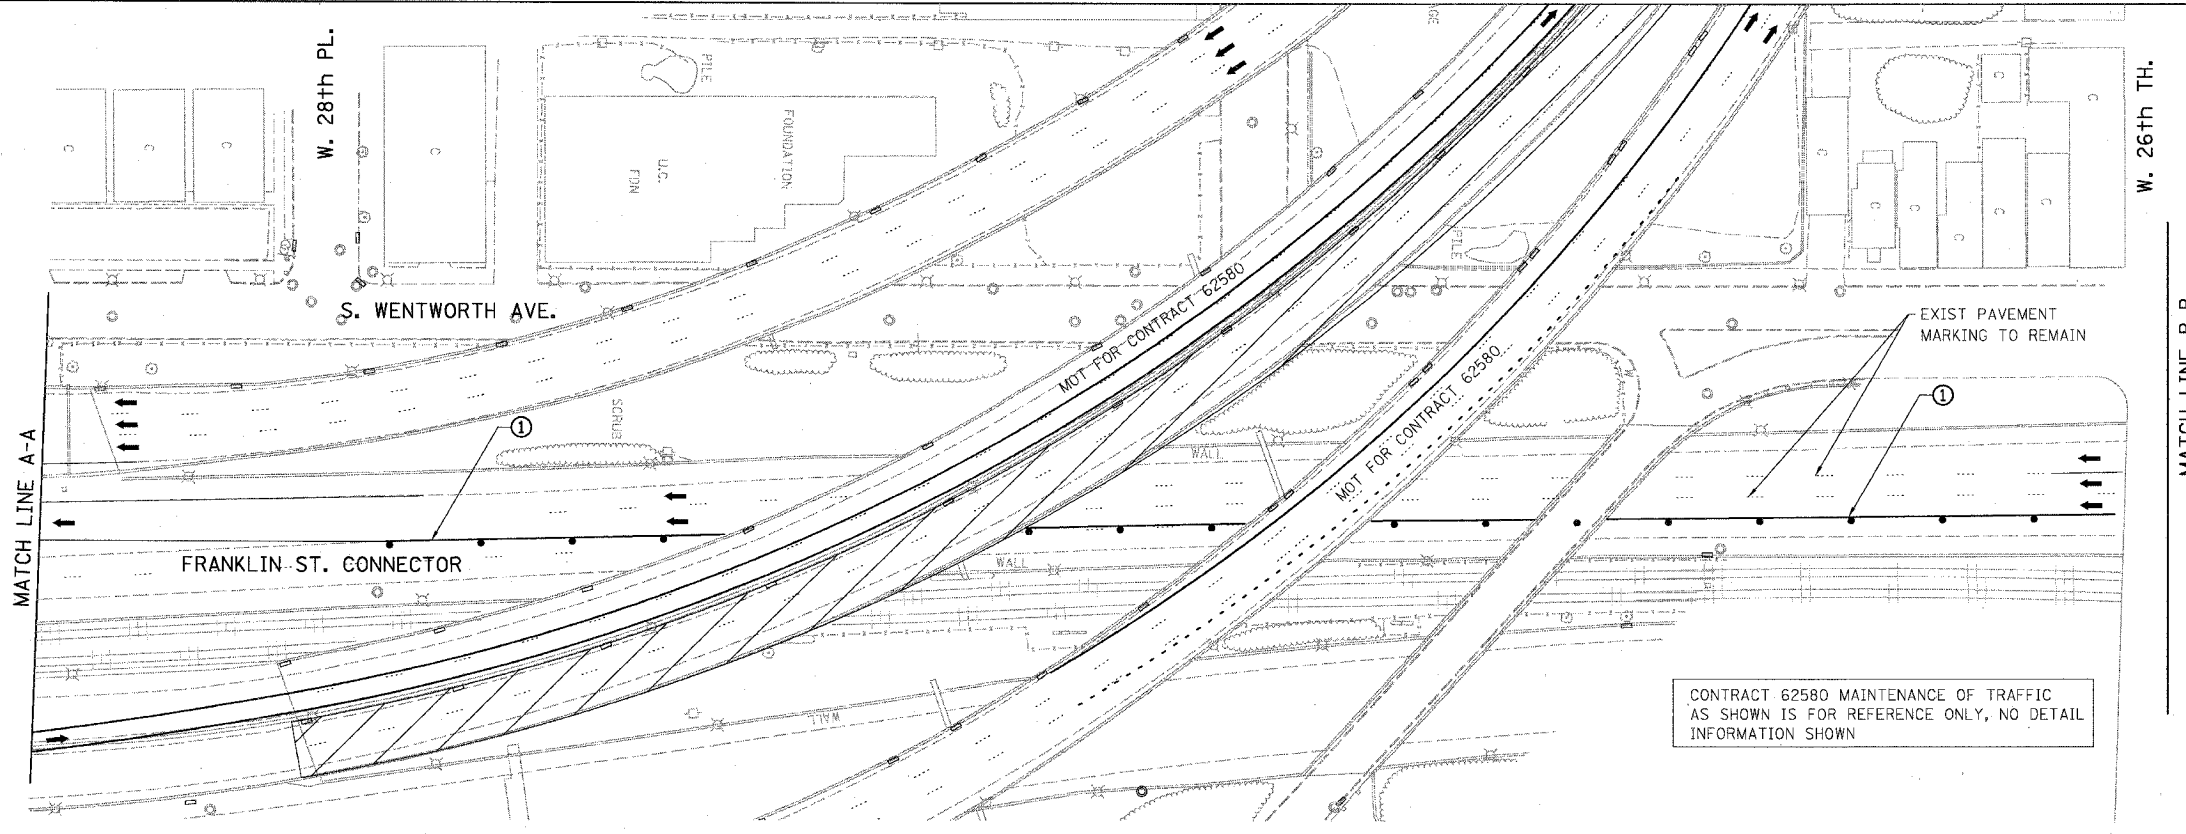 W. 28th PL.
PILE
FOUNDATION
U.C.
FDN
C
C
C
C
PILE
C
C
C
C
C
C
C
C
W. 26th TH.
S. WENTWORTH AVE.
MOT FOR CONTRACT 62580
MOT FOR CONTRACT 62580
EXIST PAVEMENT
MARKING TO REMAIN
1
1
SCRUB
WALL
MATCH LINE A-A
FRANKLIN ST. CONNECTOR
WALL
WALL
CONTRACT 62580 MAINTENANCE OF TRAFFIC
AS SHOWN IS FOR REFERENCE ONLY, NO DETAIL
INFORMATION SHOWN